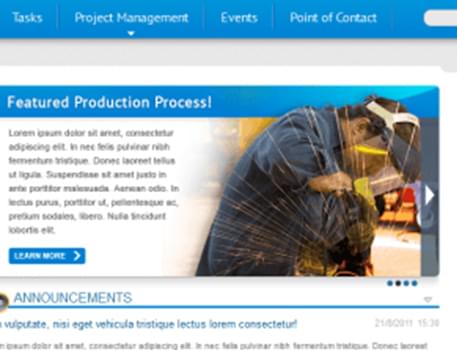 Tasks Project Management Events Point of Contact
Featured Production Process!
Lorem ipsum dolor sit amet, consectetur
adipiscing elit. In nec felis pulvinar nibh
fermentum tristique. Donec laoreet tellus
ut ligula. Suspendisse sit amet justo in
ante porttitor malesuada. Aenean odio. In
lectus purus, porttitor ut, pellentesque ac,
pretium sodales, libero. Nulla tincidunt
lobortis elit.
LEARN MORE
ANNOUNCEMENTS
vulputate, nisi eget vehicula tristique lectus lorem consectetur! 21/8/2011 15:39
ipsum dolor sit amet, consectetur adipiscing elit. In nec felis pulvinar nibh fermentum tristique. Donec laoreet